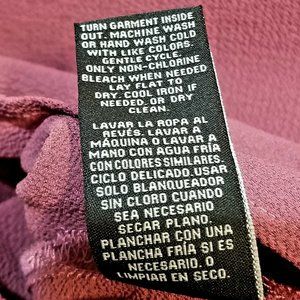 TURN GARMENT INSIDE
OUT. MACHINE WASH
OR HAND WASH COLD
WITH LIKE COLORS.
GENTLE CYCLE.
ONLY NON-CHLORINE
BLEACH WHEN NEEDED
LAY FLAT TO
DRY. COOL IRON IF
NEEDED. OR DRY
CLEAN.
LAVAR LA ROPA AL
REVÉS. LAVAR A
MÁQUINA O LAVAR A
MANO CON AGUA FRÍA
CON COLORES SIMILARES.
CICLO DELICADO.USAR
SOLO BLANQUEADOR
SIN CLORO CUANDO
SEA NECESARIO
SECAR PLANO.
PLANCHAR CON UNA
PLANCHA FRÍA SI ES
NECESARIO. O
LIMPIAR EN SECO.